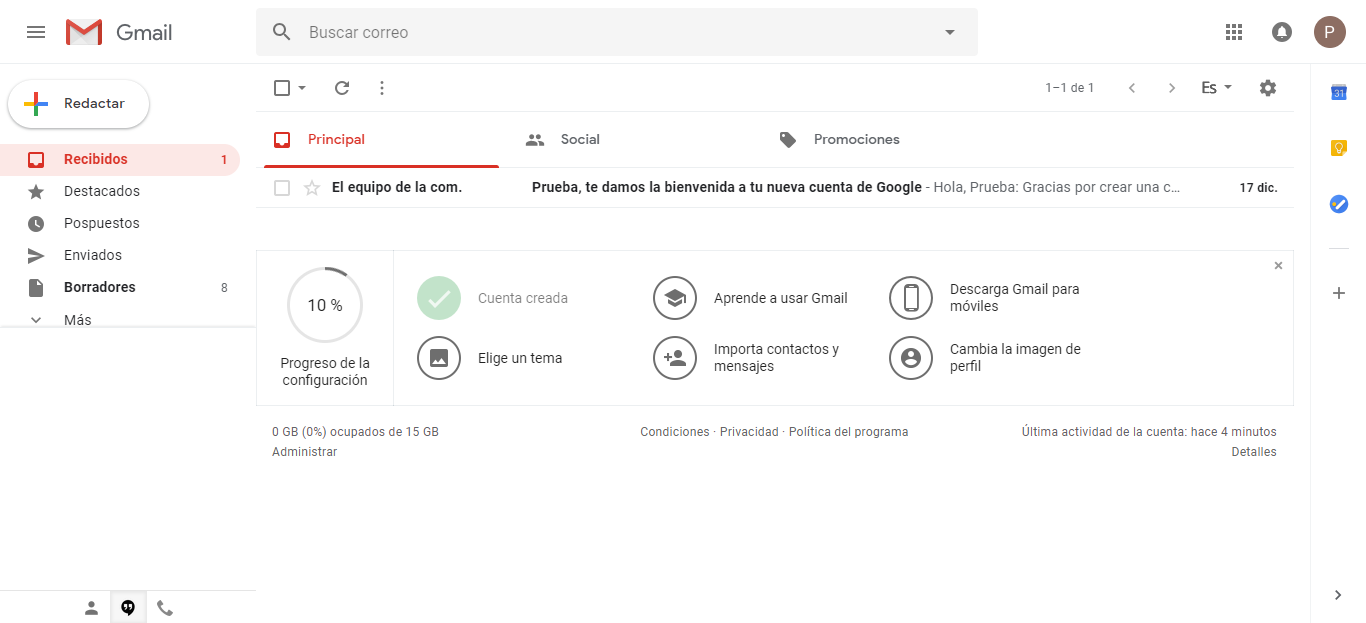 Gmail
Buscar correo
P
Redactar
1–1 de 1
Es
31
Principal
Social
Promociones
Recibidos 1
El equipo de la com. Prueba, te damos la bienvenida a tu nueva cuenta de Google - Hola, Prueba: Gracias por crear una c... 17 dic.
Destacados
Pospuestos
Enviados
Borradores 8
Más
10 %
Progreso de la
configuración
Cuenta creada
Aprende a usar Gmail
Descarga Gmail para
móviles
Elige un tema
Importa contactos y
mensajes
Cambia la imagen de
perfil
0 GB (0%) ocupados de 15 GB
Administrar
Condiciones · Privacidad · Política del programa
Última actividad de la cuenta: hace 4 minutos
Detalles